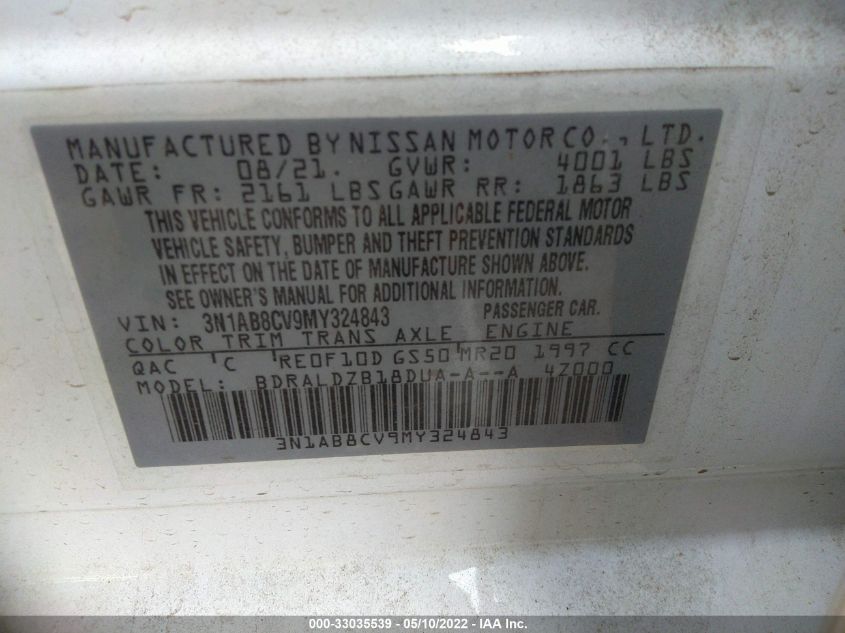 MANUFACTURED BY NISSAN MOTOR CO., LTD.
DATE: 08/21. GVWR: 4001 LBS
GAWR FR: 2161 LBS GAWR RR: 1863 LBS
THIS VEHICLE CONFORMS TO ALL APPLICABLE FEDERAL MOTOR
VEHICLE SAFETY, BUMPER AND THEFT PREVENTION STANDARDS
IN EFFECT ON THE DATE OF MANUFACTURE SHOWN ABOVE.
SEE OWNER'S MANUAL FOR ADDITIONAL INFORMATION.
VIN: 3N1AB8CV9MY324843 PASSENGER CAR.
COLOR TRIM TRANS AXLE ENGINE
QAC 'C 'RE0F10D GS50'MR20 1997 CC
MODEL: BDRALDZB18DUA-A--A 4Z000
3N1AB8CV9MY324843
000-33035539 - 05/10/2022 - IAA Inc.